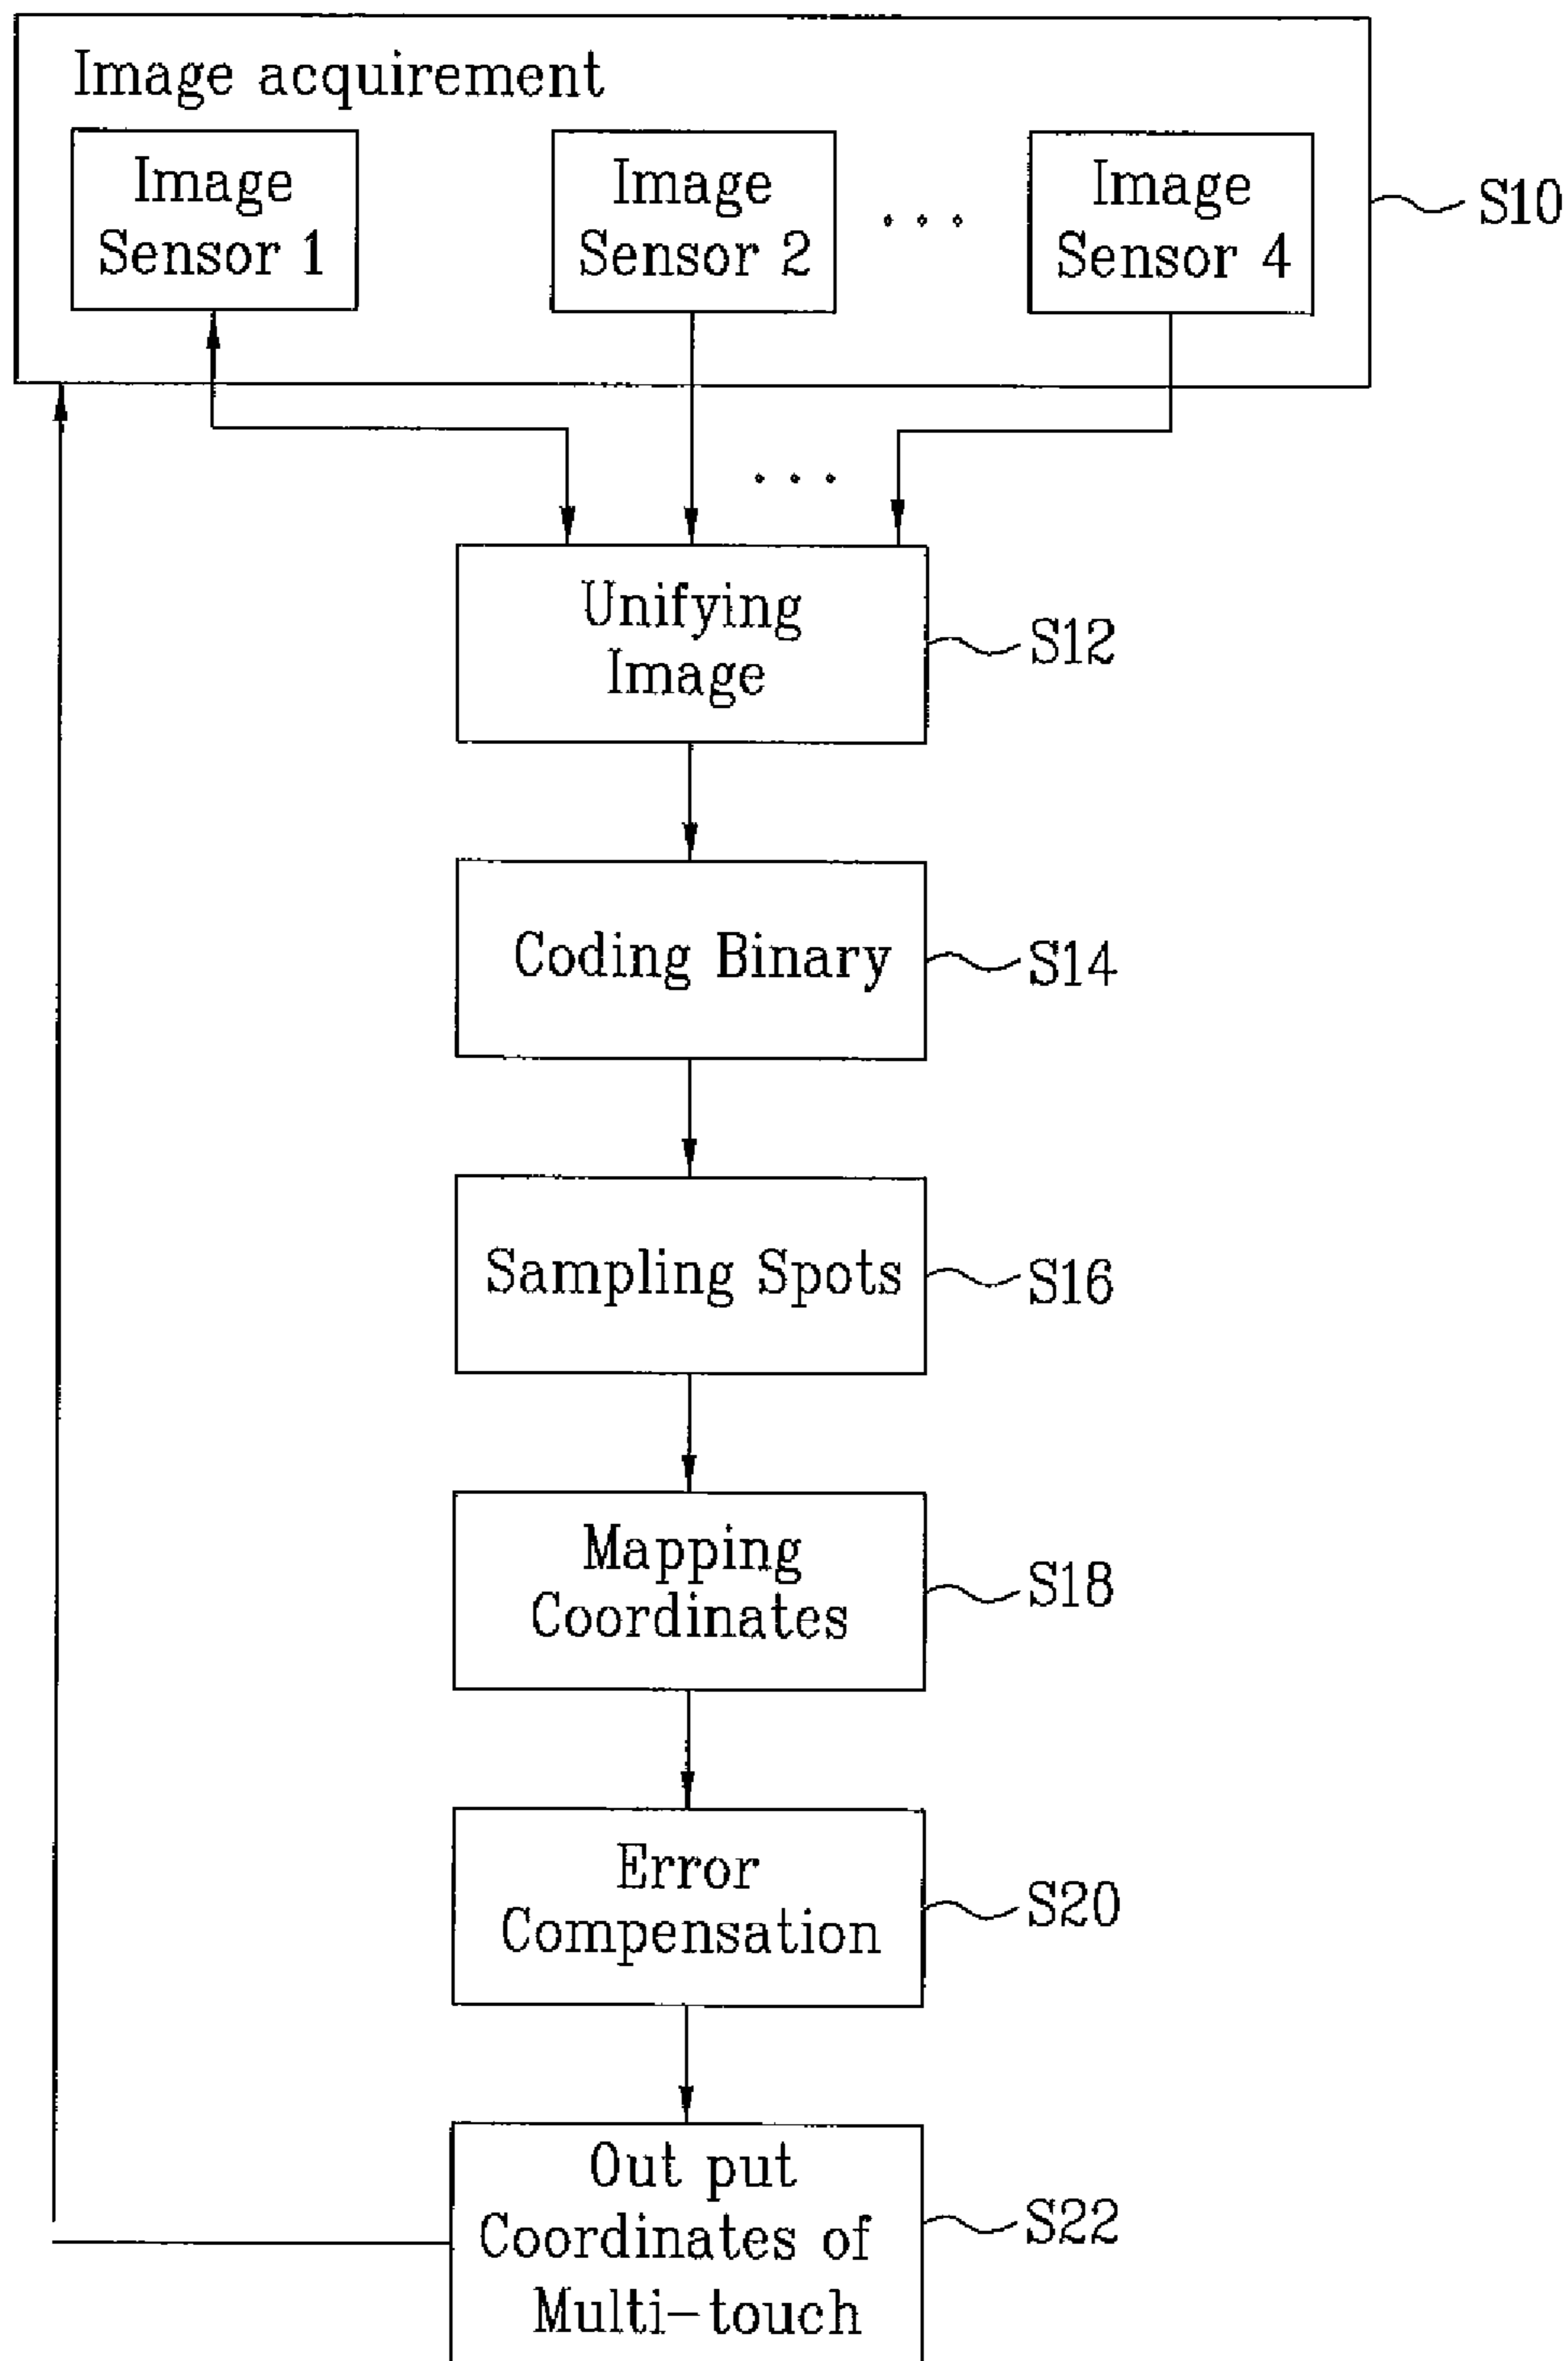 Image acquirement
Image
Sensor 1
Image
Sensor 2
...
Image
Sensor 4
S10
...
Unifying
Image
S12
Coding Binary
S14
Sampling Spots
S16
Mapping
Coordinates
S18
Error
Compensation
S20
Out put
Coordinates of
Multi-touch
S22